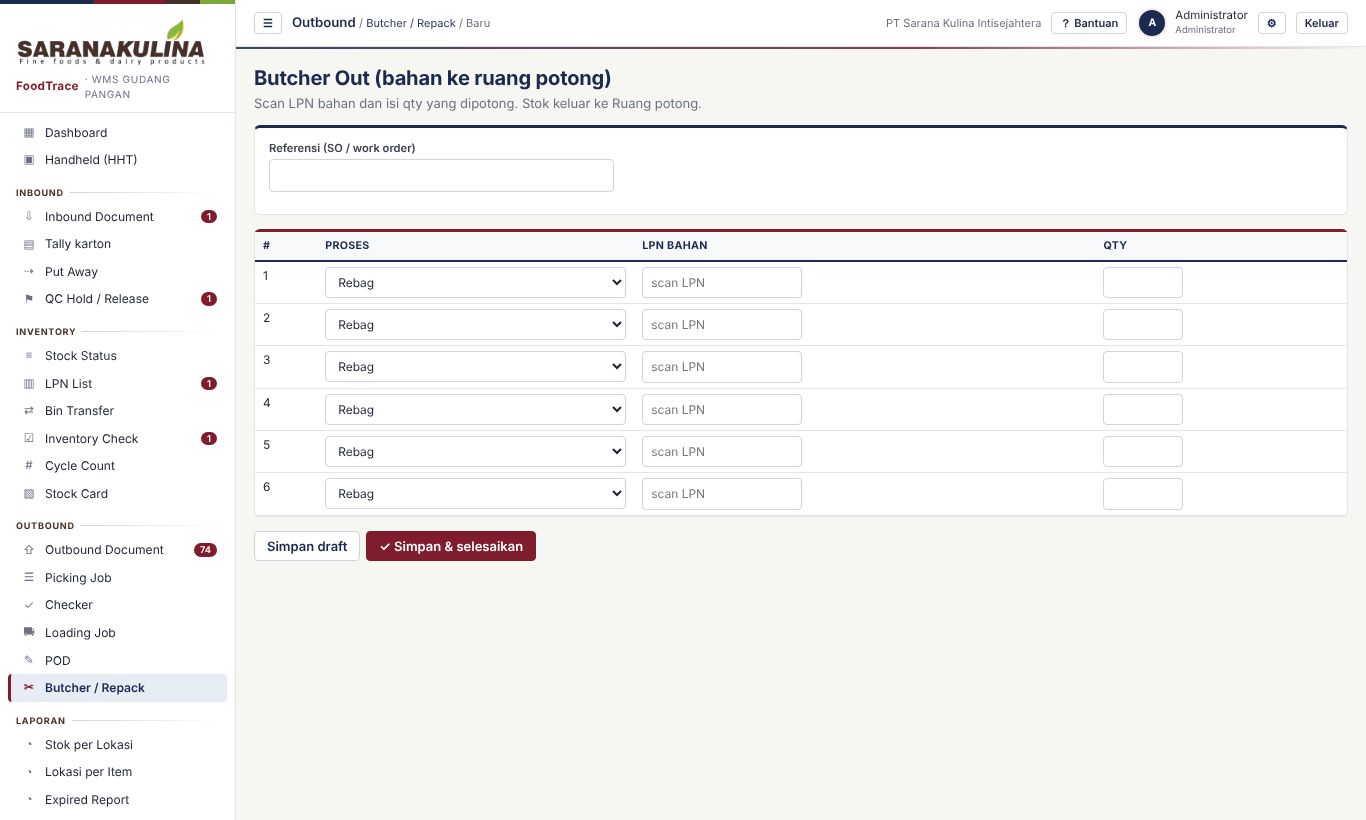 SARANAKULINA
Fine foods & dairy products
FoodTrace · WMS GUDANG PANGAN
Dashboard
Handheld (HHT)
INBOUND
Inbound Document 1
Tally karton
Put Away
QC Hold / Release 1
INVENTORY
Stock Status
LPN List 1
Bin Transfer
Inventory Check 1
# Cycle Count
Stock Card
OUTBOUND
Outbound Document 74
Picking Job
Checker
Loading Job
POD
Butcher / Repack
LAPORAN
Stok per Lokasi
Lokasi per Item
Expired Report
Outbound / Butcher / Repack / Baru
PT Sarana Kulina Intisejahtera
? Bantuan
A
Administrator
Administrator
Keluar
Butcher Out (bahan ke ruang potong)
Scan LPN bahan dan isi qty yang dipotong. Stok keluar ke Ruang potong.
Referensi (SO / work order)
# PROSES LPN BAHAN QTY
1 Rebag scan LPN
2 Rebag scan LPN
3 Rebag scan LPN
4 Rebag scan LPN
5 Rebag scan LPN
6 Rebag scan LPN
Simpan draft
✓ Simpan & selesaikan